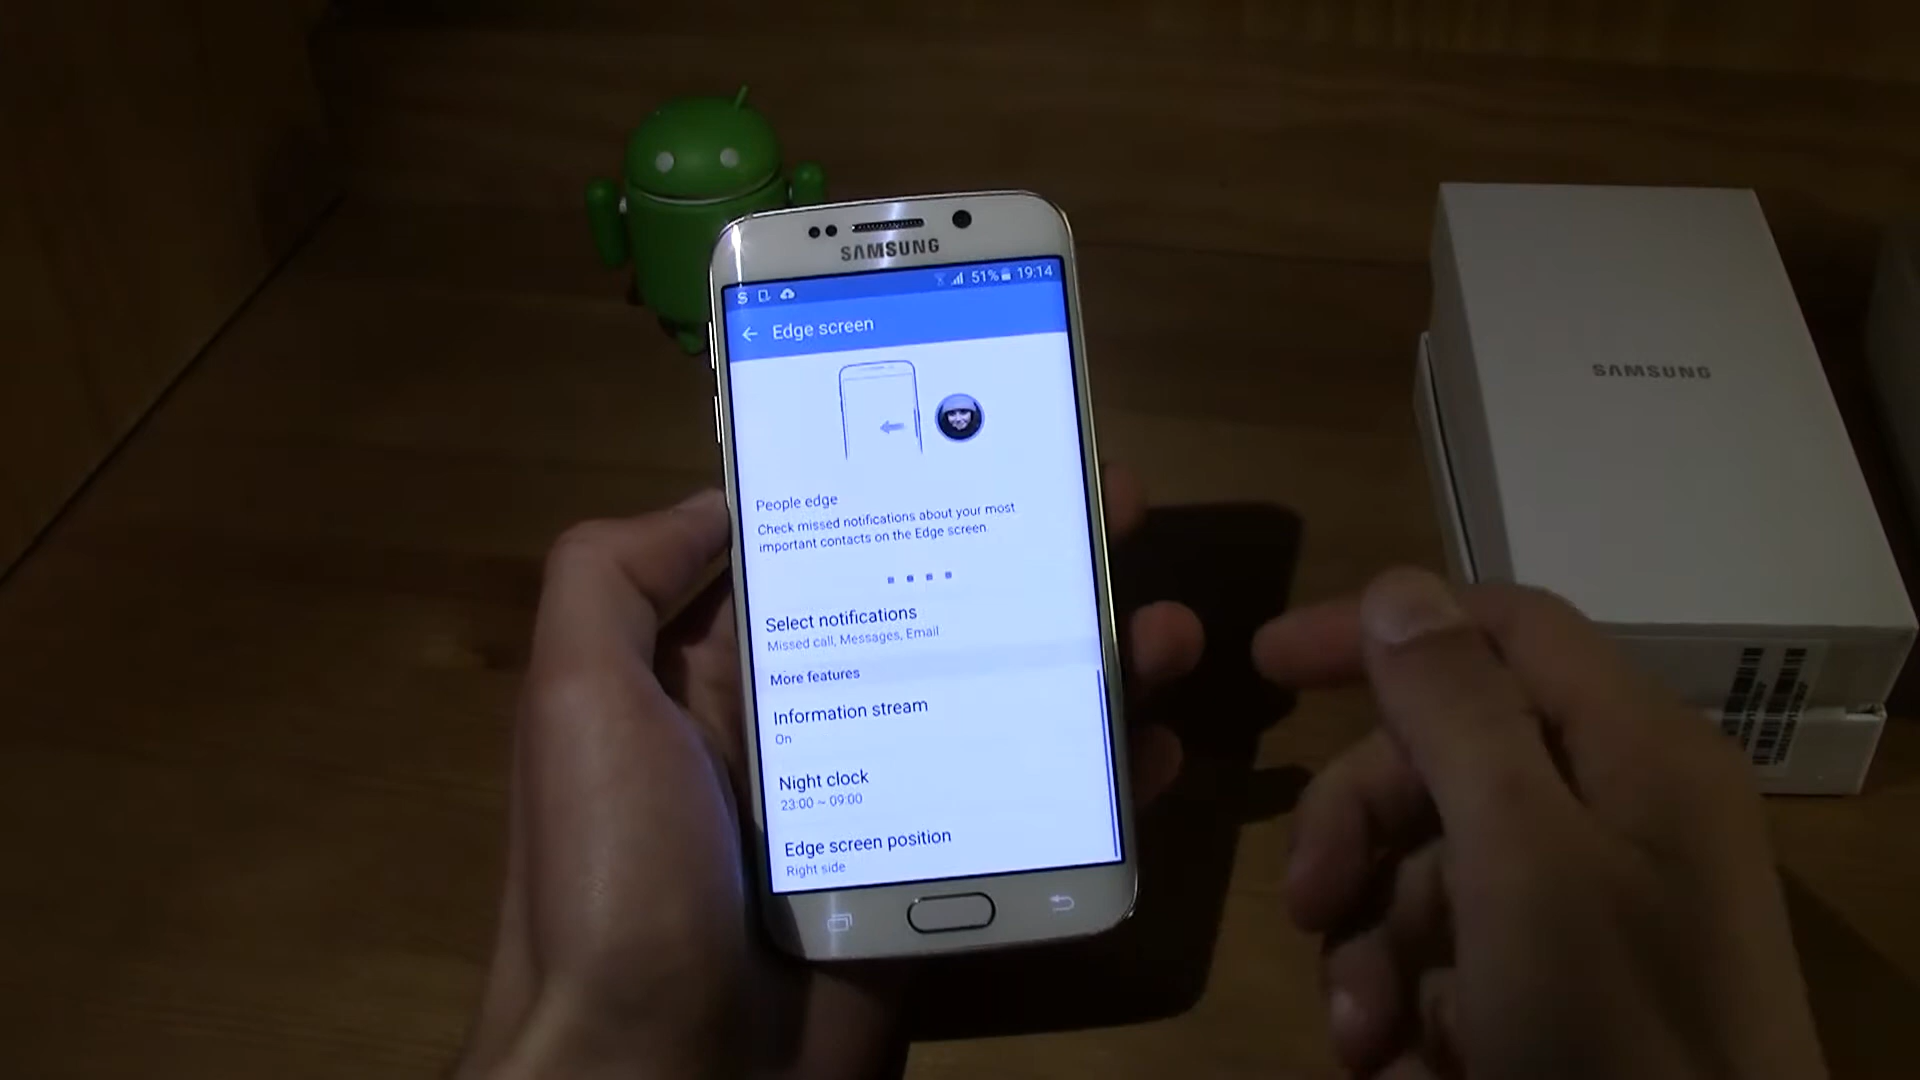 SAMSUNG
S 51% 19:14
Edge screen
People edge
Check missed notifications about your most
important contacts on the Edge screen.
Select notifications
Missed call, Messages, Email
More features
Information stream
On
Night clock
23:00 ~ 09:00
Edge screen position
Right side
SAMSUNG